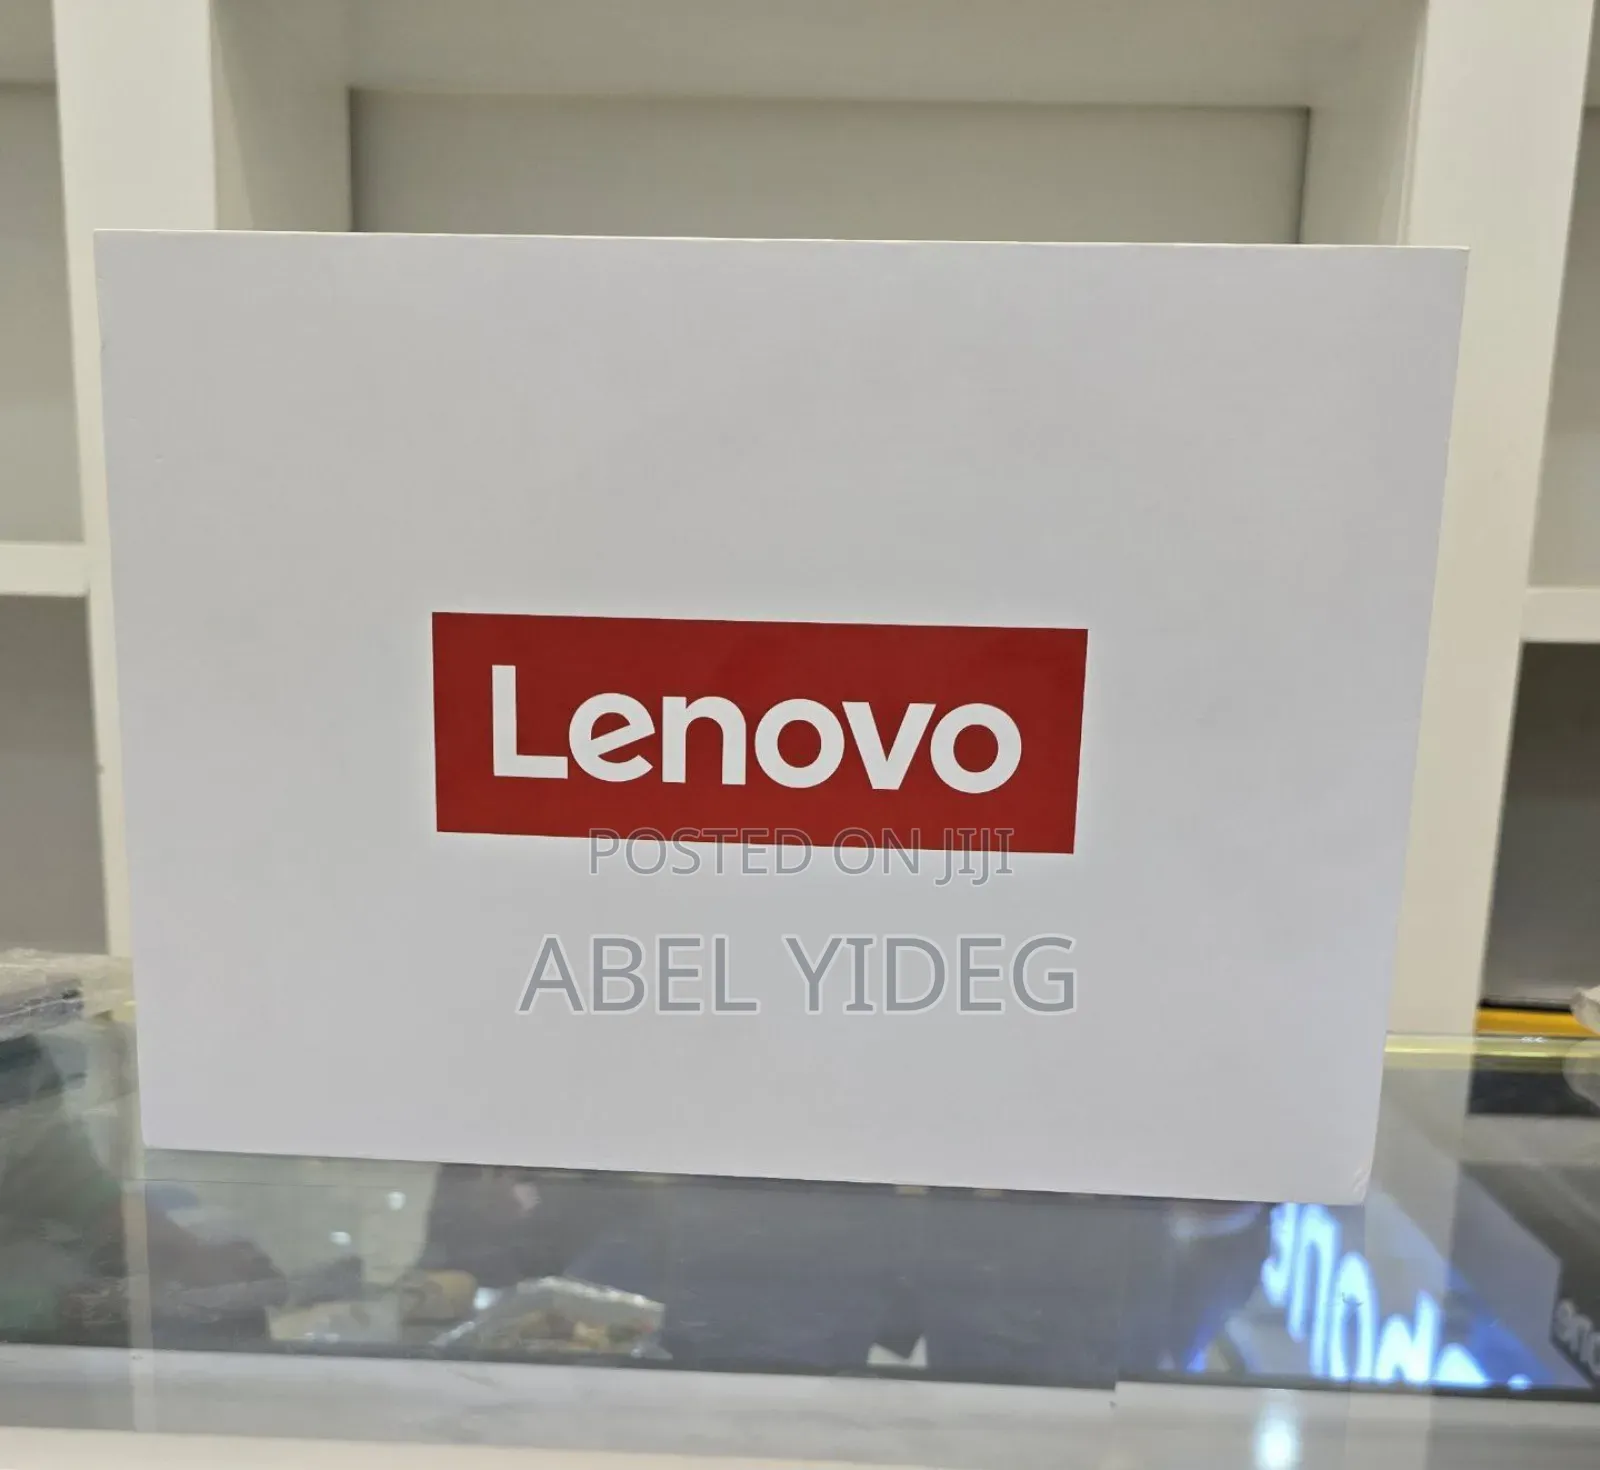 Lenovo
POSTED ON JIJI
ABEL YIDEG